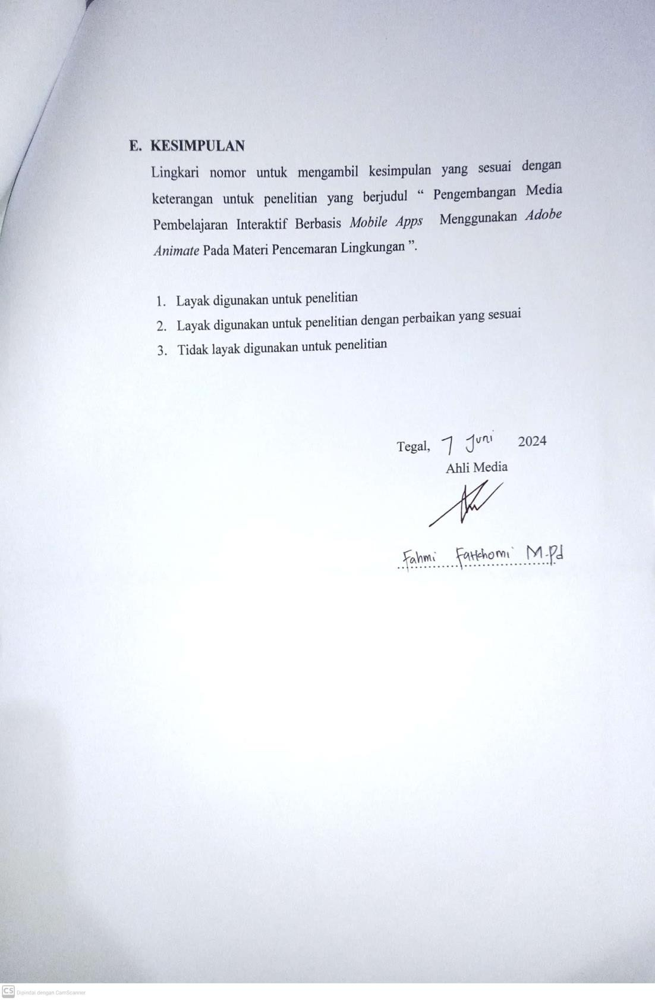 E. KESIMPULAN
Lingkari nomor untuk mengambil kesimpulan yang sesuai dengan
keterangan untuk penelitian yang berjudul “ Pengembangan Media
Pembelajaran Interaktif Berbasis Mobile Apps Menggunakan Adobe
Animate Pada Materi Pencemaran Lingkungan ”.
1. Layak digunakan untuk penelitian
2. Layak digunakan untuk penelitian dengan perbaikan yang sesuai
3. Tidak layak digunakan untuk penelitian
Tegal, 7 Juni 2024
Ahli Media
Fahmi M.Pd
CS Dipindai dengan CamScanner